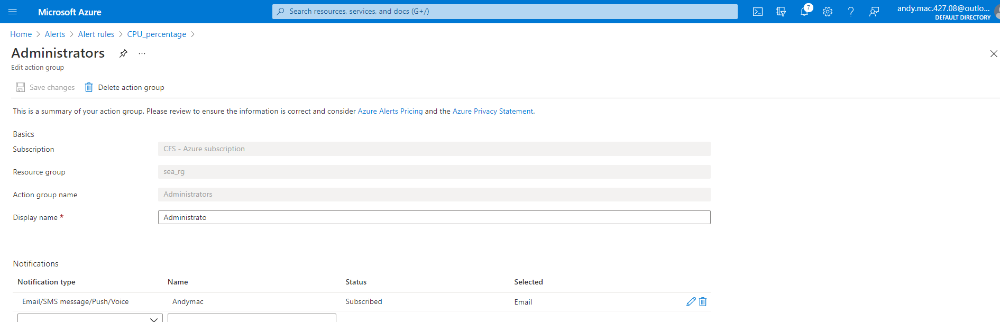 Microsoft Azure
Search resources, services, and docs (G+/)
7
andy.mac.427.08@outlo...
DEFAULT DIRECTORY
Home > Alerts > Alert rules > CPU_percentage >
Administrators
...
Edit action group
Save changes
Delete action group
This is a summary of your action group. Please review to ensure the information is correct and consider Azure Alerts Pricing and the Azure Privacy Statement.
Basics
Subscription
CFS - Azure subscription
Resource group
sea_rg
Action group name
Administrators
Display name *
Administrato
Notifications
Notification type Name Status Selected
Email/SMS message/Push/Voice Andymac Subscribed Email